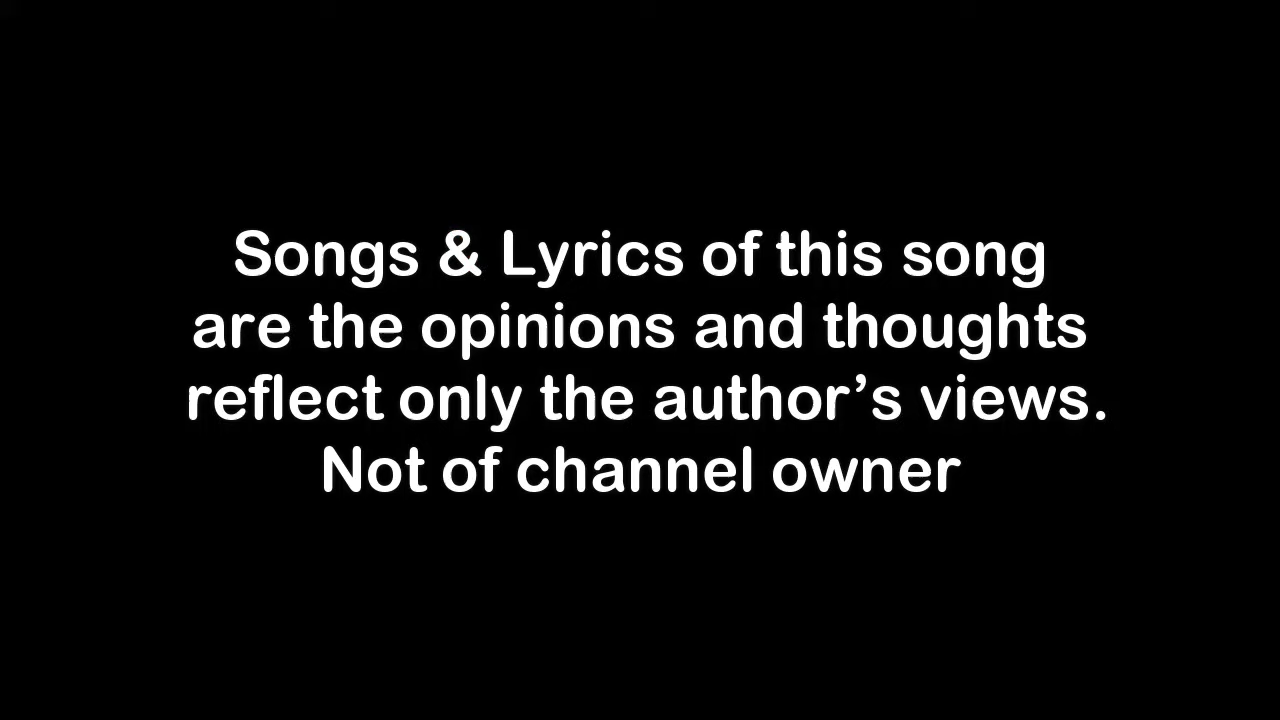 Songs & Lyrics of this song
are the opinions and thoughts
reflect only the author’s views.
Not of channel owner